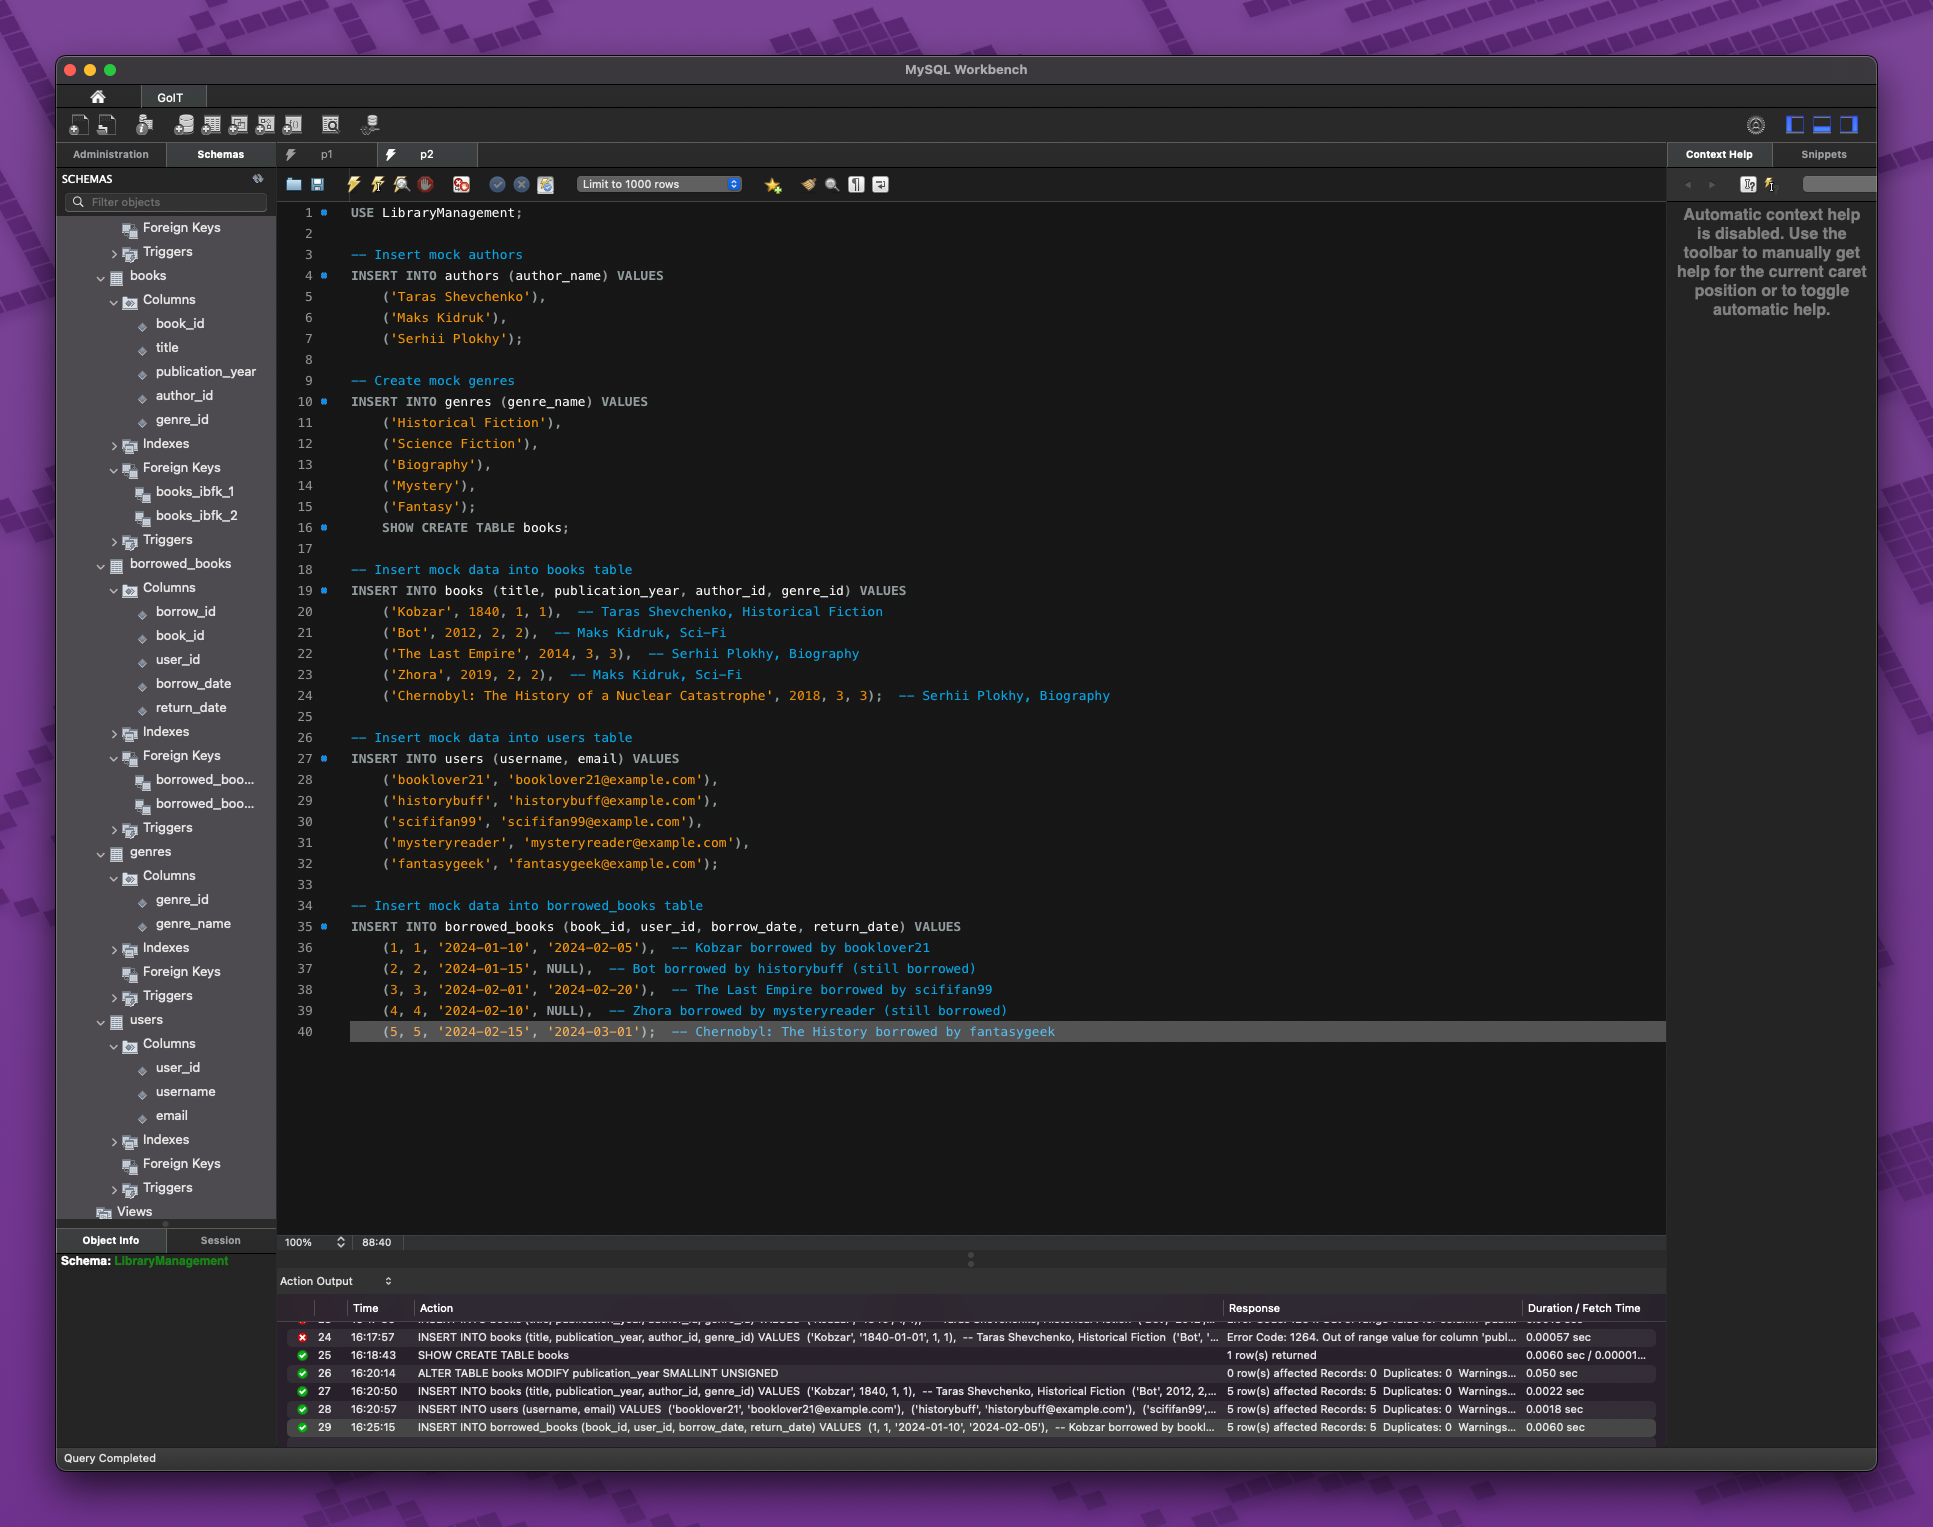 MySQL Workbench
GoIT
Administration
Schemas
p1
p2
Context Help
Snippets
SCHEMAS
Filter objects
Limit to 1000 rows
Foreign Keys
Triggers
books
Columns
book_id
title
publication_year
author_id
genre_id
Indexes
Foreign Keys
books_ibfk_1
books_ibfk_2
Triggers
borrowed_books
Columns
borrow_id
book_id
user_id
borrow_date
return_date
Indexes
Foreign Keys
borrowed_boo...
borrowed_boo...
Triggers
genres
Columns
genre_id
genre_name
Indexes
Foreign Keys
Triggers
users
Columns
user_id
username
email
Indexes
Foreign Keys
Triggers
Views
Object Info
Session
Schema: LibraryManagement
1 USE LibraryManagement;
2
3 -- Insert mock authors
4 INSERT INTO authors (author_name) VALUES
5 ('Taras Shevchenko'),
6 ('Maks Kidruk'),
7 ('Serhii Plokhy');
8
9 -- Create mock genres
10 INSERT INTO genres (genre_name) VALUES
11 ('Historical Fiction'),
12 ('Science Fiction'),
13 ('Biography'),
14 ('Mystery'),
15 ('Fantasy');
16 SHOW CREATE TABLE books;
17
18 -- Insert mock data into books table
19 INSERT INTO books (title, publication_year, author_id, genre_id) VALUES
20 ('Kobzar', 1840, 1, 1), -- Taras Shevchenko, Historical Fiction
21 ('Bot', 2012, 2, 2), -- Maks Kidruk, Sci-Fi
22 ('The Last Empire', 2014, 3, 3), -- Serhii Plokhy, Biography
23 ('Zhora', 2019, 2, 2), -- Maks Kidruk, Sci-Fi
24 ('Chernobyl: The History of a Nuclear Catastrophe', 2018, 3, 3); -- Serhii Plokhy, Biography
25
26 -- Insert mock data into users table
27 INSERT INTO users (username, email) VALUES
28 ('booklover21', 'booklover21@example.com'),
29 ('historybuff', 'historybuff@example.com'),
30 ('scififan99', 'scififan99@example.com'),
31 ('mysteryreader', 'mysteryreader@example.com'),
32 ('fantasygeek', 'fantasygeek@example.com');
33
34 -- Insert mock data into borrowed_books table
35 INSERT INTO borrowed_books (book_id, user_id, borrow_date, return_date) VALUES
36 (1, 1, '2024-01-10', '2024-02-05'), -- Kobzar borrowed by booklover21
37 (2, 2, '2024-01-15', NULL), -- Bot borrowed by historybuff (still borrowed)
38 (3, 3, '2024-02-01', '2024-02-20'), -- The Last Empire borrowed by scififan99
39 (4, 4, '2024-02-10', NULL), -- Zhora borrowed by mysteryreader (still borrowed)
40 (5, 5, '2024-02-15', '2024-03-01'); -- Chernobyl: The History borrowed by fantasygeek
Automatic context help
is disabled. Use the
toolbar to manually get
help for the current caret
position or to toggle
automatic help.
100%
88:40
Action Output
Time Action Response Duration / Fetch Time
24 16:17:57 INSERT INTO books (title, publication_year, author_id, genre_id) VALUES ('Kobzar', '1840-01-01', 1, 1), -- Taras Shevchenko, Historical Fiction ('Bot', '... Error Code: 1264. Out of range value for column 'publ... 0.00057 sec
25 16:18:43 SHOW CREATE TABLE books 1 row(s) returned 0.0060 sec / 0.00001...
26 16:20:14 ALTER TABLE books MODIFY publication_year SMALLINT UNSIGNED 0 row(s) affected Records: 0 Duplicates: 0 Warnings... 0.050 sec
27 16:20:50 INSERT INTO books (title, publication_year, author_id, genre_id) VALUES ('Kobzar', 1840, 1, 1), -- Taras Shevchenko, Historical Fiction ('Bot', 2012, 2,... 5 row(s) affected Records: 5 Duplicates: 0 Warnings... 0.0022 sec
28 16:20:57 INSERT INTO users (username, email) VALUES ('booklover21', 'booklover21@example.com'), ('historybuff', 'historybuff@example.com'), ('scififan99',... 5 row(s) affected Records: 5 Duplicates: 0 Warnings... 0.0018 sec
29 16:25:15 INSERT INTO borrowed_books (book_id, user_id, borrow_date, return_date) VALUES (1, 1, '2024-01-10', '2024-02-05'), -- Kobzar borrowed by bookl... 5 row(s) affected Records: 5 Duplicates: 0 Warnings... 0.0060 sec
Query Completed